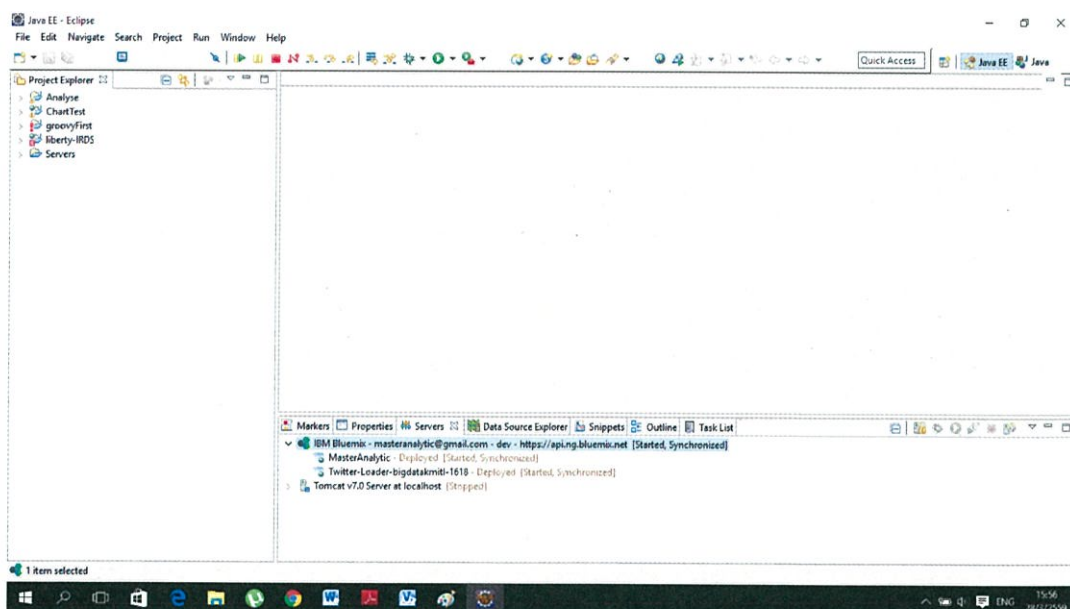 Java EE - Eclipse
File Edit Navigate Search Project Run Window Help
Quick Access Java EE Java
Project Explorer
Analyse
ChartTest
groovyFirst
liberty-IRDS
Servers
Markers Properties Servers Data Source Explorer Snippets Outline Task List
IBM Bluemix - masteranalytic@gmail.com - dev - https://api.ng.bluemix.net [Started, Synchronized]
MasterAnalytic - Deployed [Started, Synchronized]
Twitter-Loader-bigdatakmitl-1618 - Deployed [Started, Synchronized]
Tomcat v7.0 Server at localhost [Stopped]
1 item selected
ENG 15:56